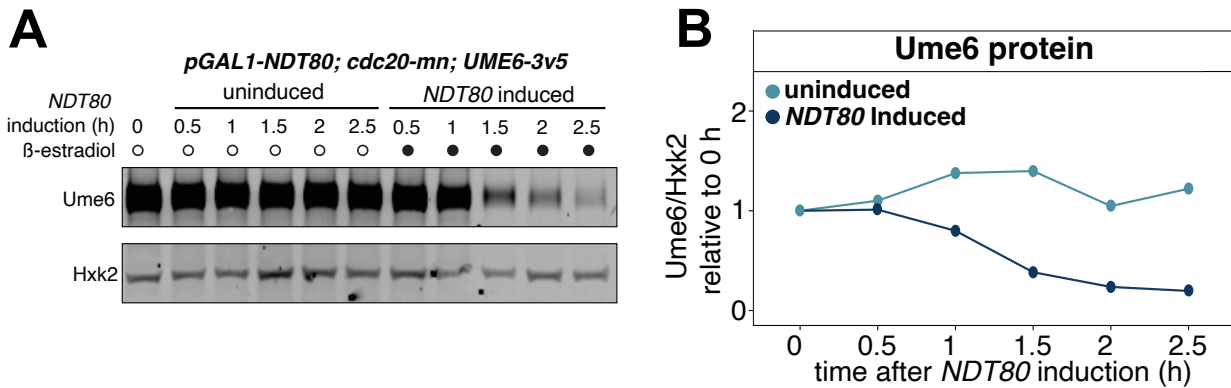 A
pGAL1-NDT80; cdc20-mn; UME6-3v5
uninduced
NDT80 induced
NDT80
induction (h) 0 0.5 1 1.5 2 2.5 0.5 1 1.5 2 2.5
ß-estradiol
Ume6
Hxk2
B
Ume6 protein
uninduced
NDT80 Induced
Ume6/Hxk2
relative to 0 h
2
1
0
0 0.5 1 1.5 2 2.5
time after NDT80 induction (h)